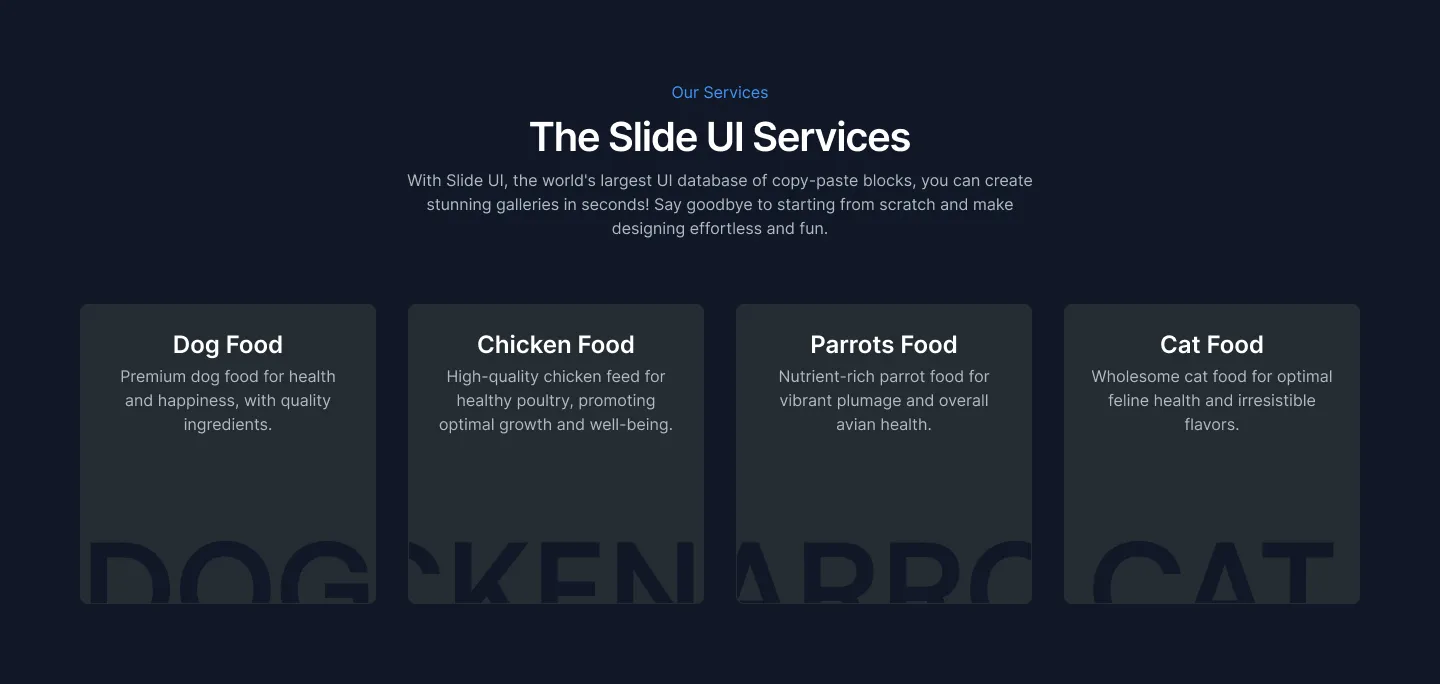 Our Services
The Slide UI Services
With Slide UI, the world's largest UI database of copy-paste blocks, you can create
stunning galleries in seconds! Say goodbye to starting from scratch and make
designing effortless and fun.
Dog Food
Premium dog food for health
and happiness, with quality
ingredients.
DOG
Chicken Food
High-quality chicken feed for
healthy poultry, promoting
optimal growth and well-being.
CKEN
Parrots Food
Nutrient-rich parrot food for
vibrant plumage and overall
avian health.
ARRO
Cat Food
Wholesome cat food for optimal
feline health and irresistible
flavors.
CAT